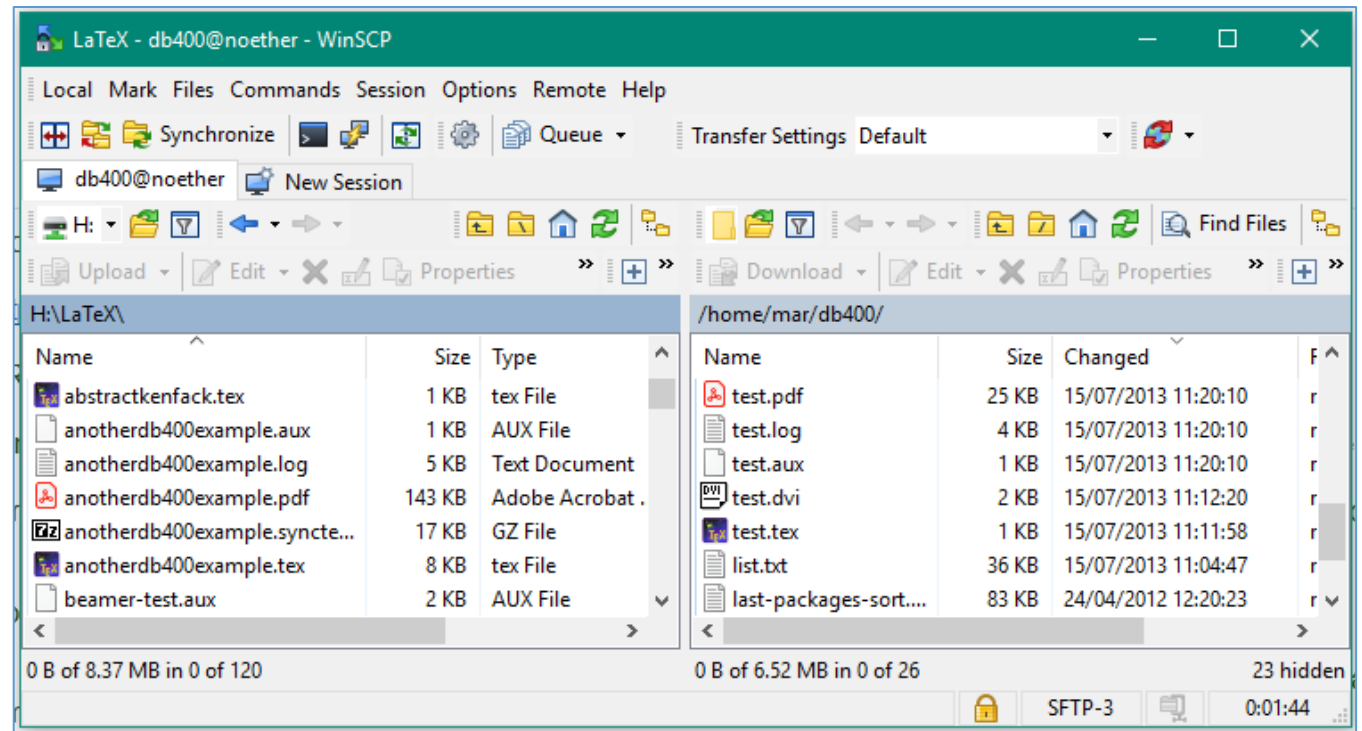 LaTeX - db400@noether - WinSCP
Local Mark Files Commands Session Options Remote Help
Synchronize Queue Transfer Settings Default
db400@noether New Session
H: Find Files
Upload Edit Properties » » Download Edit Properties » »
H:\LaTeX\ /home/mar/db400/
Name Size Type Name Size Changed
abstractkenfack.tex 1 KB tex File test.pdf 25 KB 15/07/2013 11:20:10 r
anotherdb400example.aux 1 KB AUX File test.log 4 KB 15/07/2013 11:20:10 r
anotherdb400example.log 5 KB Text Document test.aux 1 KB 15/07/2013 11:20:10 r
anotherdb400example.pdf 143 KB Adobe Acrobat . DVI test.dvi 2 KB 15/07/2013 11:12:20 r
7z anotherdb400example.syncte... 17 KB GZ File test.tex 1 KB 15/07/2013 11:11:58 r
anotherdb400example.tex 8 KB tex File list.txt 36 KB 15/07/2013 11:04:47 r
beamer-test.aux 2 KB AUX File last-packages-sort.... 83 KB 24/04/2012 12:20:23 r
0 B of 8.37 MB in 0 of 120 0 B of 6.52 MB in 0 of 26 23 hidden
SFTP-3 0:01:44